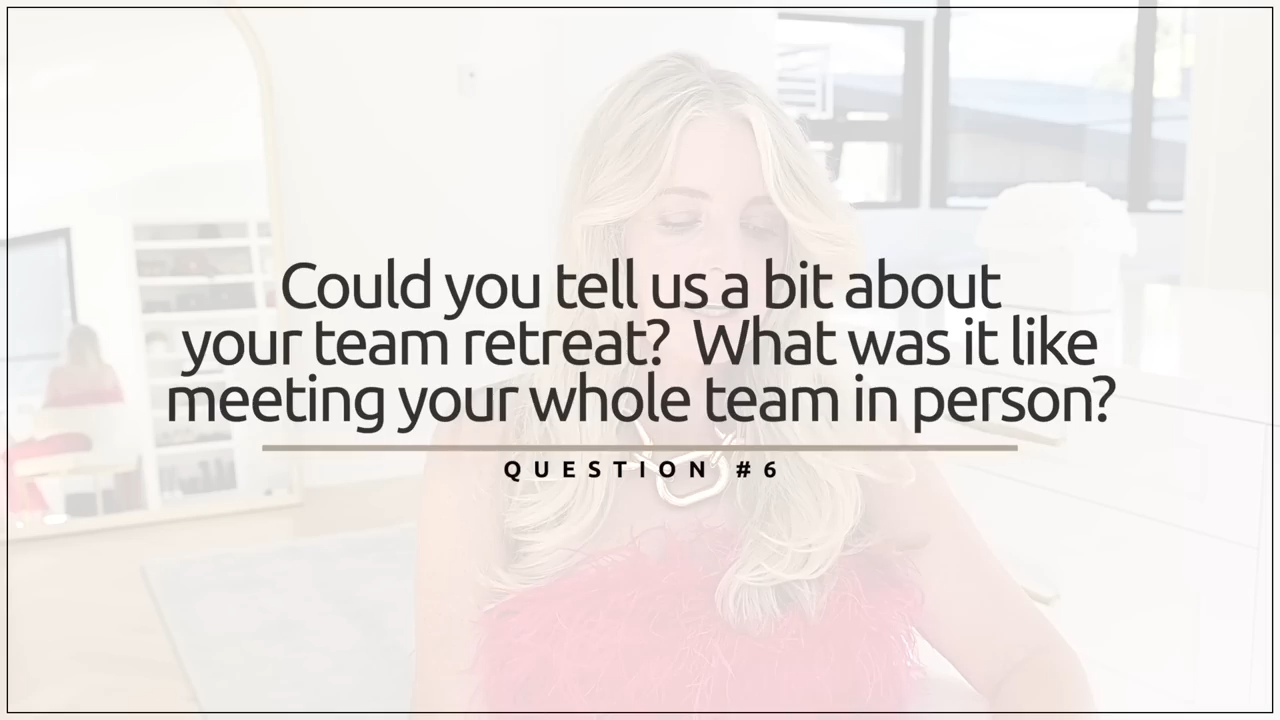 Could you tell us a bit about
your team retreat? What was it like
meeting your whole team in person?
QUESTION #6